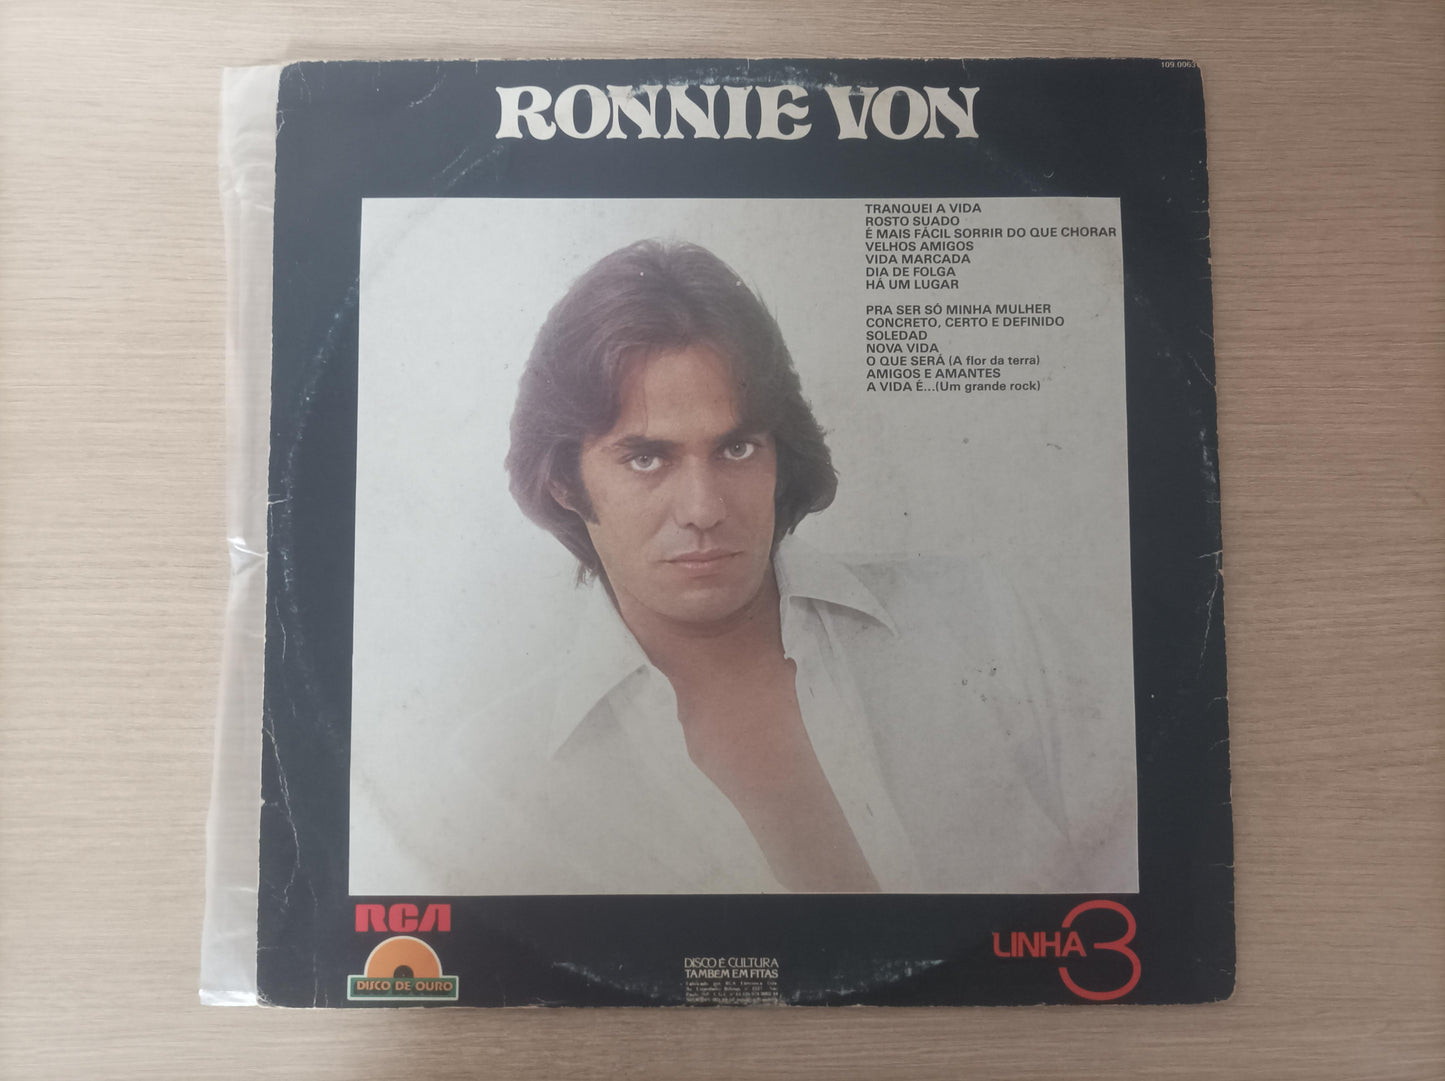 109.0063
RONNIE VON
TRANQUEI A VIDA
ROSTO SUADO
É MAIS FÁCIL SORRIR DO QUE CHORAR
VELHOS AMIGOS
VIDA MARCADA
DIA DE FOLGA
HÁ UM LUGAR
PRA SER SÓ MINHA MULHER
CONCRETO, CERTO E DEFINIDO
SOLEDAD
NOVA VIDA
O QUE SERÁ (A flor da terra)
AMIGOS E AMANTES
A VIDA É...(Um grande rock)
RCA
DISCO DE OURO
DISCO É CULTURA
TAMBEM EM FITAS
LINHA 3